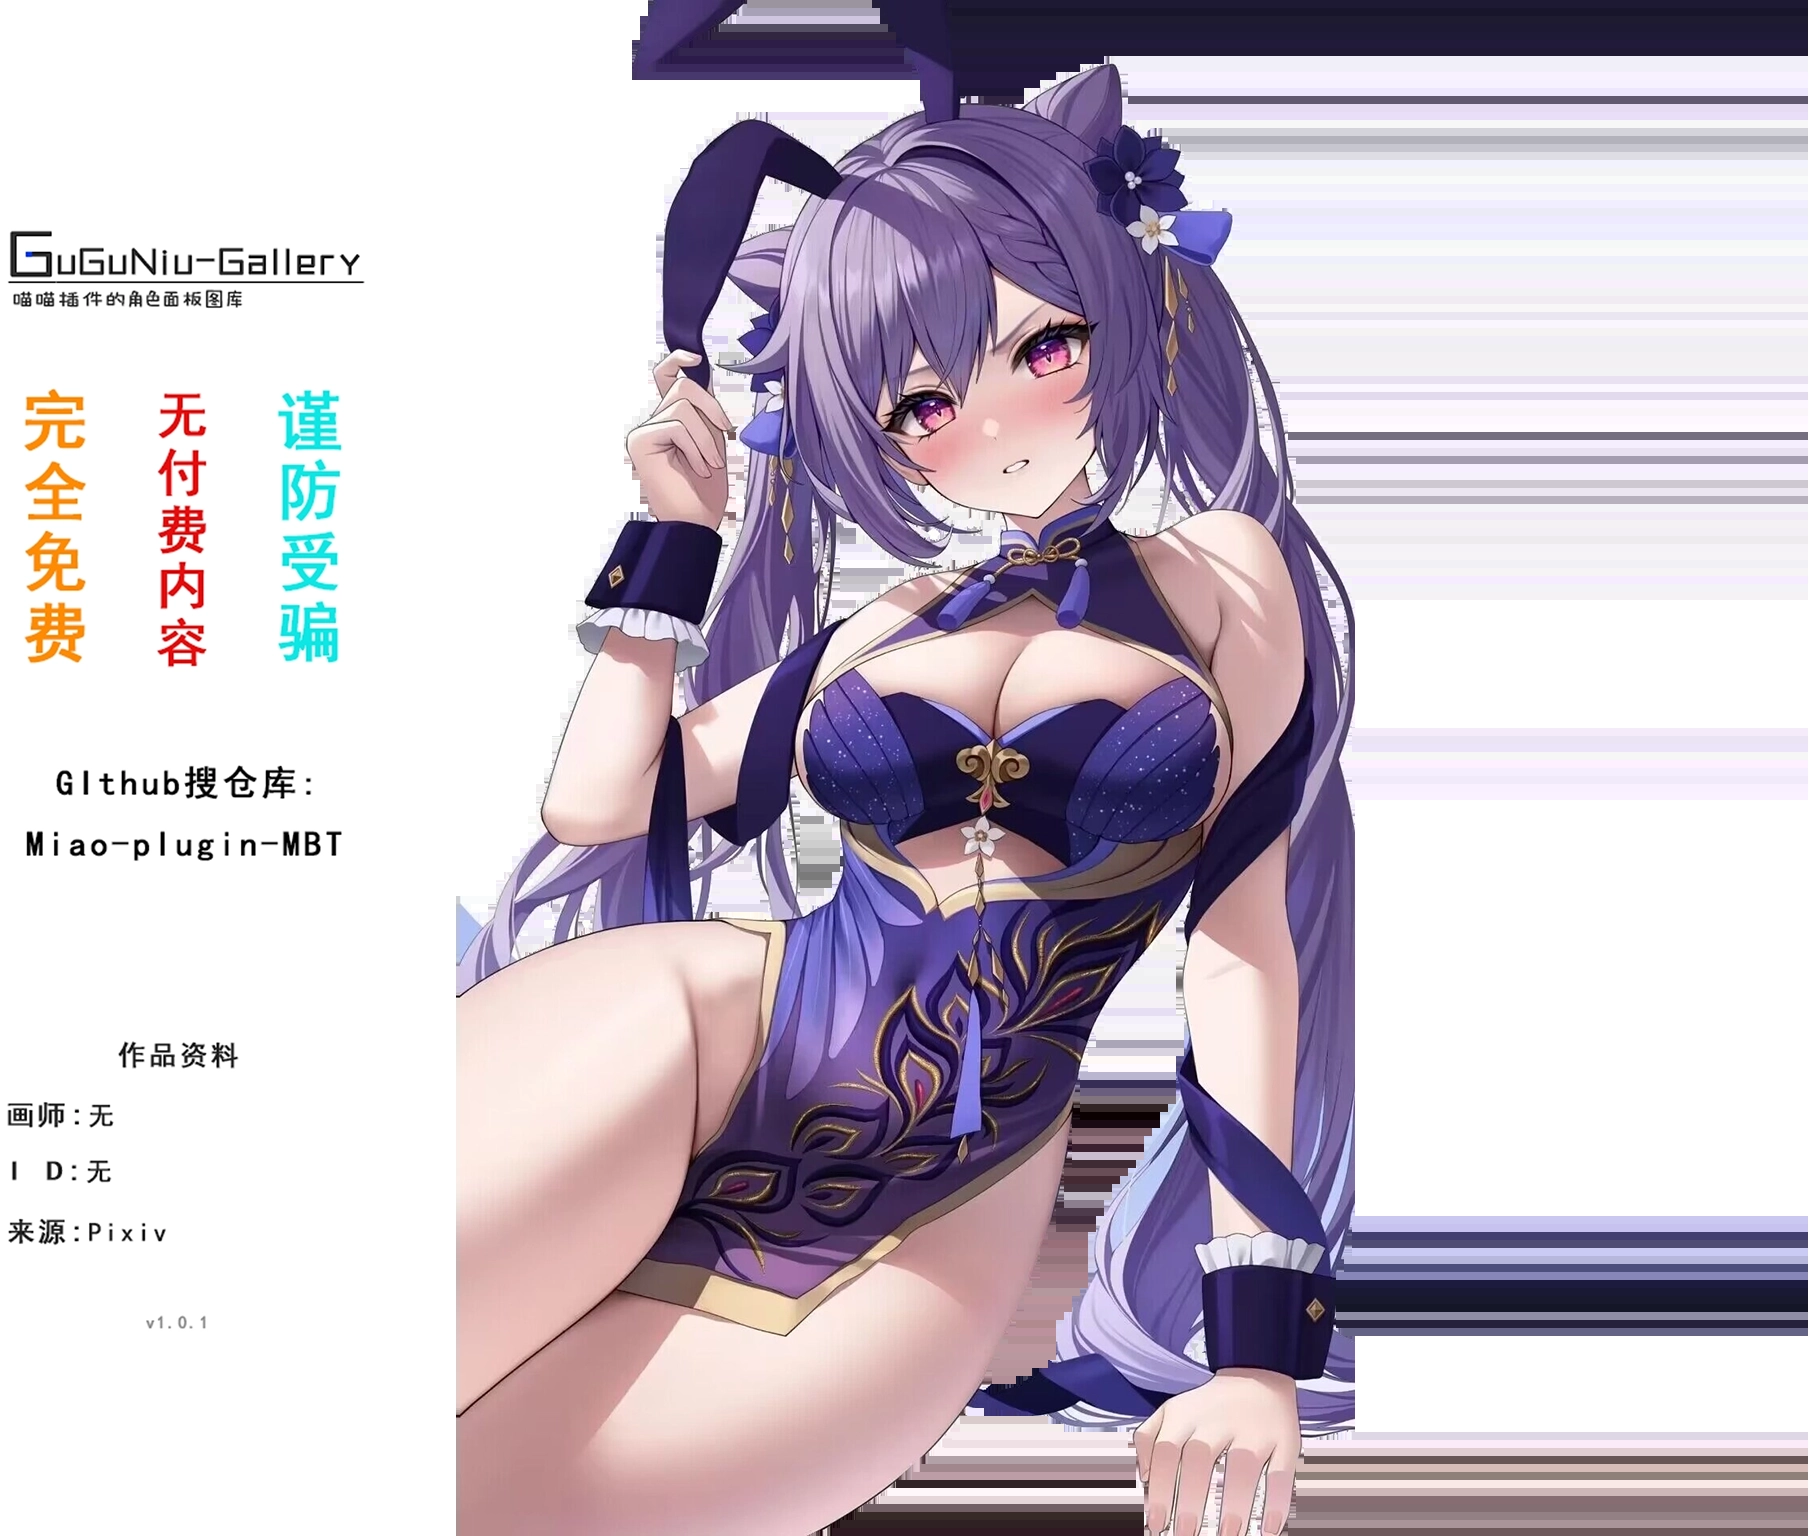 GuGuNiu-Gallery
喵喵插件的角色面板图库
完全免费
无付费内容
谨防受骗
GIthub搜仓库:
Miao-plugin-MBT
作品资料
画师:无
I D:无
来源:Pixiv
v1.0.1